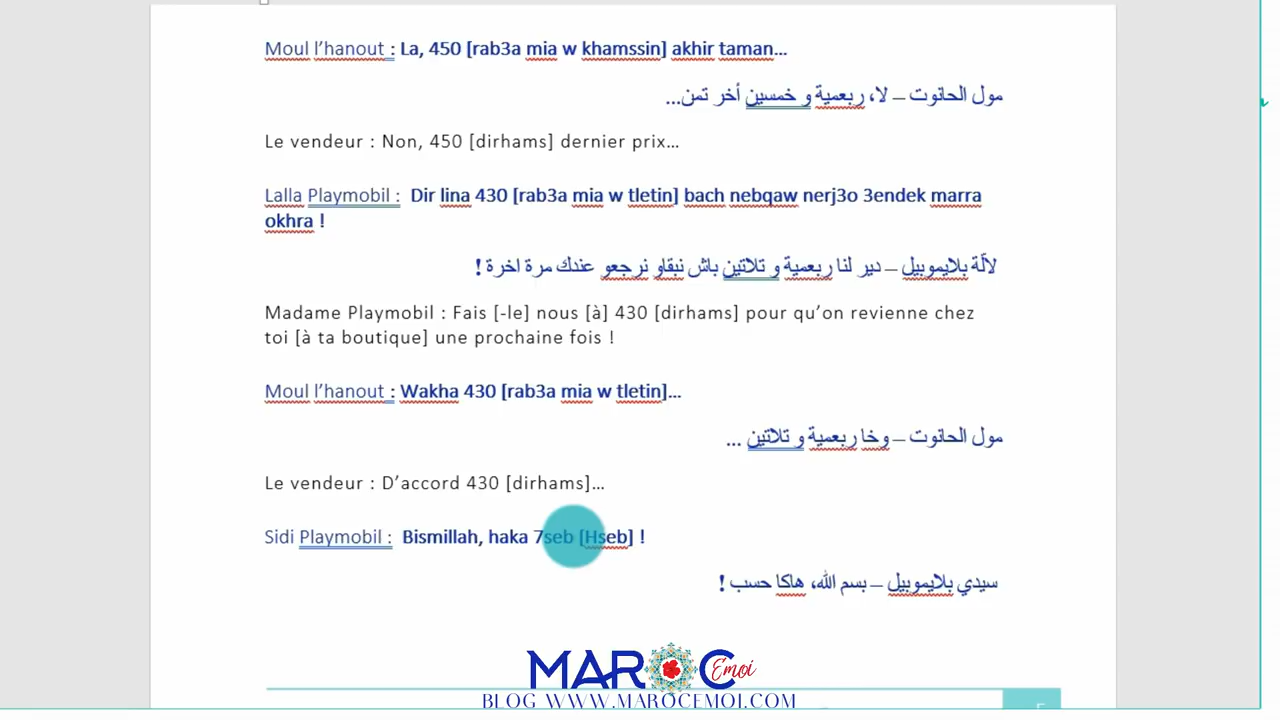 Moul l’hanout : La, 450 [rab3a mia w khamssin] akhir taman…
مول الحانوت – لا، ربعمية و خمسين أخر تمن...
Le vendeur : Non, 450 [dirhams] dernier prix…
Lalla Playmobil : Dir lina 430 [rab3a mia w tletin] bach nebqaw nerj3o 3endek marra
okhra !
لالّة بلايموبيل – دير لنا ربعمية و تلاتين باش نبقاو نرجعو عندك مرة اخرة !
Madame Playmobil : Fais [-le] nous [à] 430 [dirhams] pour qu’on revienne chez
toi [à ta boutique] une prochaine fois !
Moul l’hanout : Wakha 430 [rab3a mia w tletin]…
مول الحانوت – وخا ربعمية و تلاتين ...
Le vendeur : D’accord 430 [dirhams]…
Sidi Playmobil : Bismillah, haka 7seb [Hseb] !
سيدي بلايموبيل – بسم الله، هاكا حسب !
MAROC Emoi
BLOG WWW.MAROCEMOI.COM